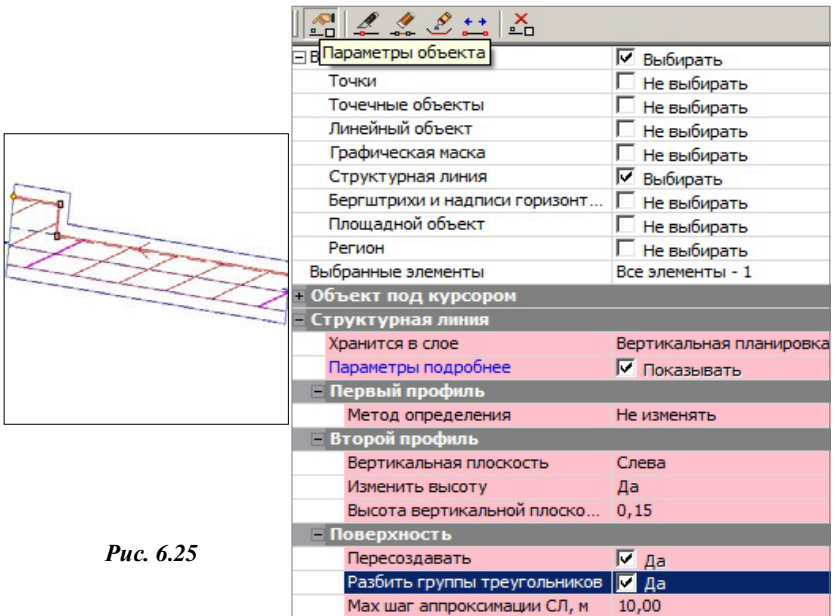 Параметры объекта
В
Выбирать
Точки Не выбирать
Точечные объекты Не выбирать
Линейный объект Не выбирать
Графическая маска Не выбирать
Структурная линия Выбирать
Бергштрихи и надписи горизонт... Не выбирать
Площадной объект Не выбирать
Регион Не выбирать
Выбранные элементы Все элементы - 1
Объект под курсором
Структурная линия
Хранится в слое Вертикальная планировка
Параметры подробнее Показывать
Первый профиль
Метод определения Не изменять
Второй профиль
Вертикальная плоскость Слева
Изменить высоту Да
Высота вертикальной плоско... 0,15
Поверхность
Пересоздавать Да
Разбить группы треугольников Да
Мах шаг аппроксимации СЛ, м 10,00
Рис. 6.25